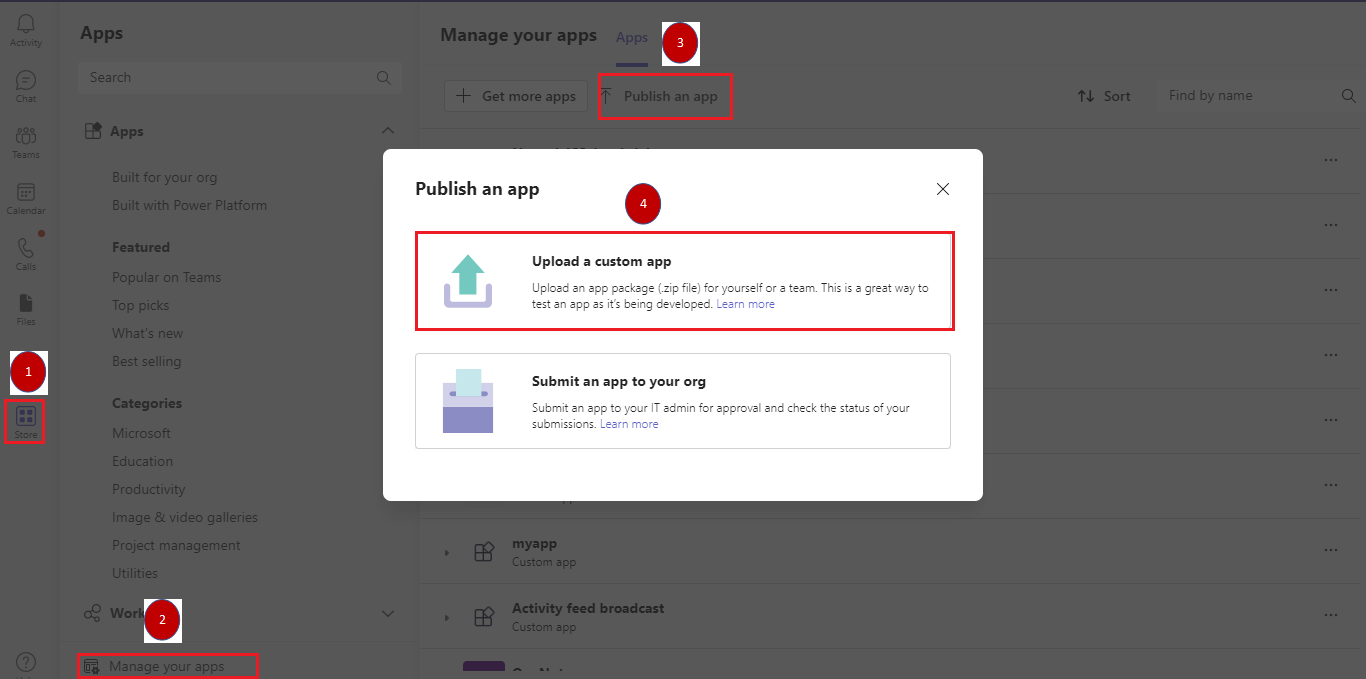 Activity
Chat
Teams
Calendar
Calls
Files
1
Store
Apps
Search
Apps
Built for your org
Built with Power Platform
Featured
Popular on Teams
Top picks
What's new
Best selling
Categories
Microsoft
Education
Productivity
Image & video galleries
Project management
Utilities
2
Manage your apps
Manage your apps
Apps
3
Get more apps
Publish an app
Sort
Find by name
Publish an app
4
Upload a custom app
Upload an app package (.zip file) for yourself or a team. This is a great way to
test an app as it's being developed. Learn more
Submit an app to your org
Submit an app to your IT admin for approval and check the status of your
submissions. Learn more
myapp
Custom app
Activity feed broadcast
Custom app